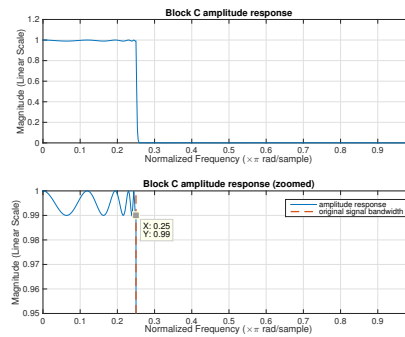 Block C amplitude response
Magnitude (Linear Scale)
1.2
1
0.8
0.6
0.4
0.2
0
0 0.1 0.2 0.3 0.4 0.5 0.6 0.7 0.8 0.9
Normalized Frequency (×π rad/sample)
Block C amplitude response (zoomed)
Magnitude (Linear Scale)
1
0.99
0.98
0.97
0.96
0.95
amplitude response
original signal bandwidth
X: 0.25
Y: 0.99
0 0.1 0.2 0.3 0.4 0.5 0.6 0.7 0.8 0.9
Normalized Frequency (×π rad/sample)